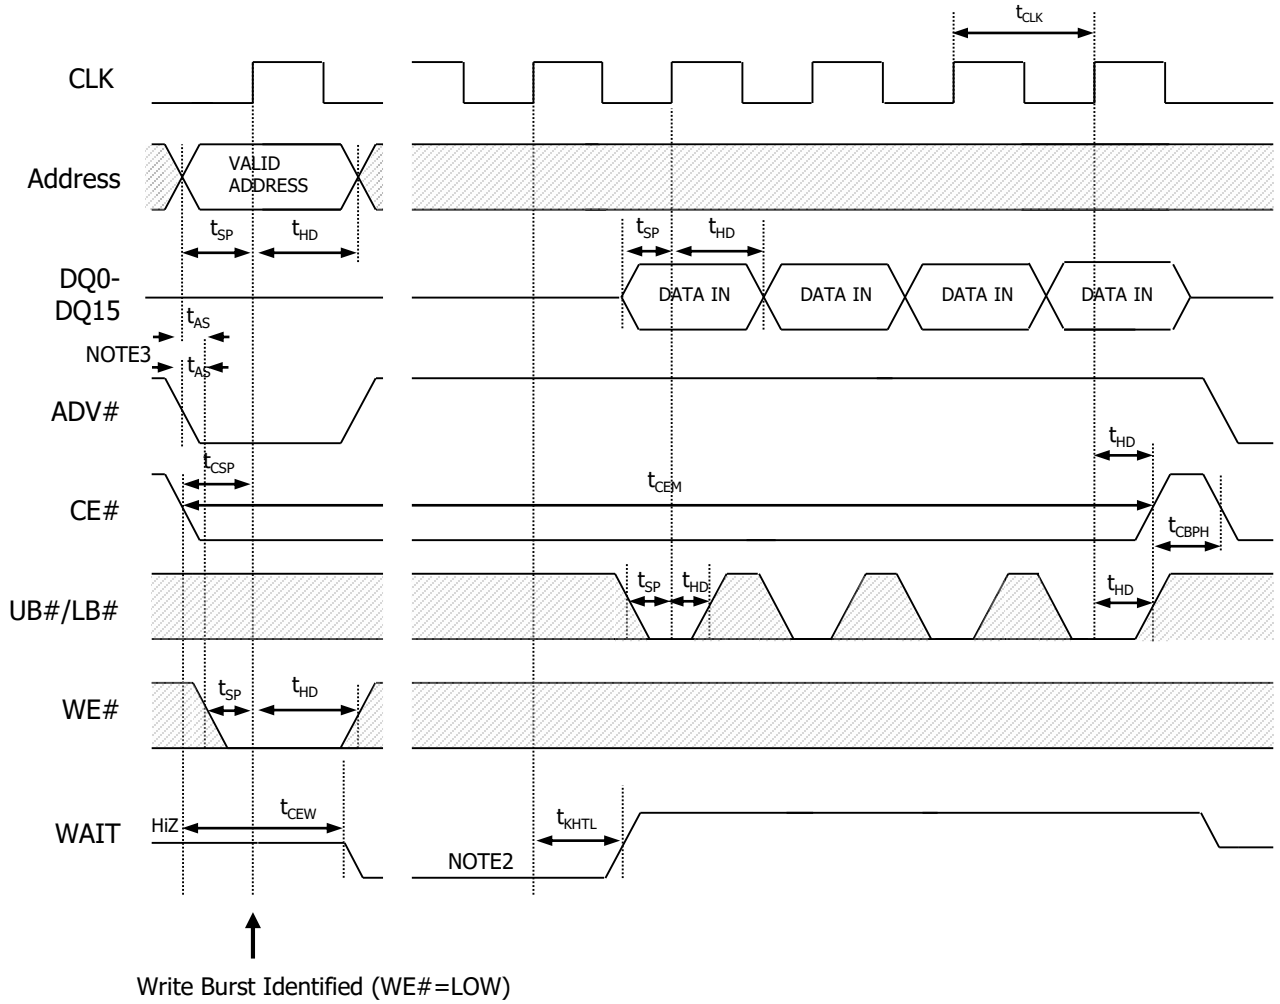 tCLK
CLK
Address
VALID
ADDRESS
tSP
tHD
tSP
tHD
DQ0-
DQ15
DATA IN
DATA IN
DATA IN
DATA IN
tAS
NOTE3
tAS
ADV#
tHD
tCSP
tCEM
CE#
tCBPH
UB#/LB#
tSP
tHD
tHD
WE#
tSP
tHD
WAIT
HiZ
tCEW
tKHTL
NOTE2
Write Burst Identified (WE#=LOW)